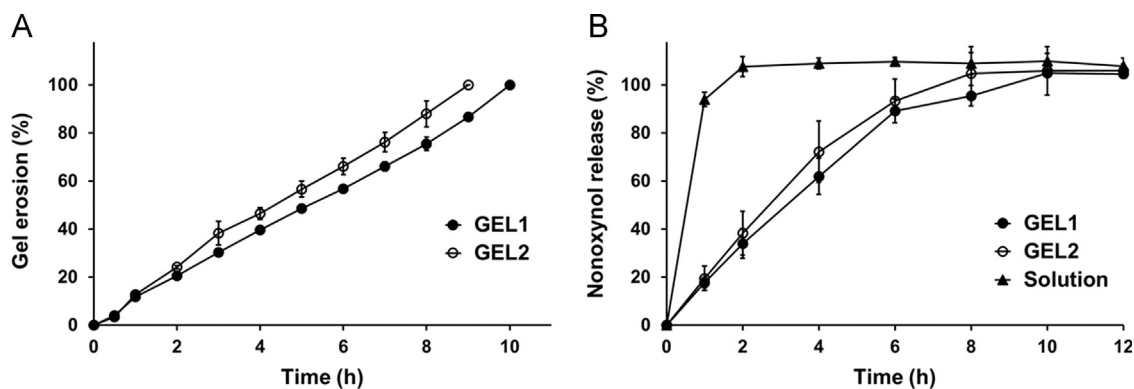 A
Gel erosion (%)
100
80
60
40
20
0
GEL1
GEL2
0 2 4 6 8 10
Time (h)
B
Nonoxynol release (%)
100
80
60
40
20
0
GEL1
GEL2
Solution
0 2 4 6 8 10 12
Time (h)